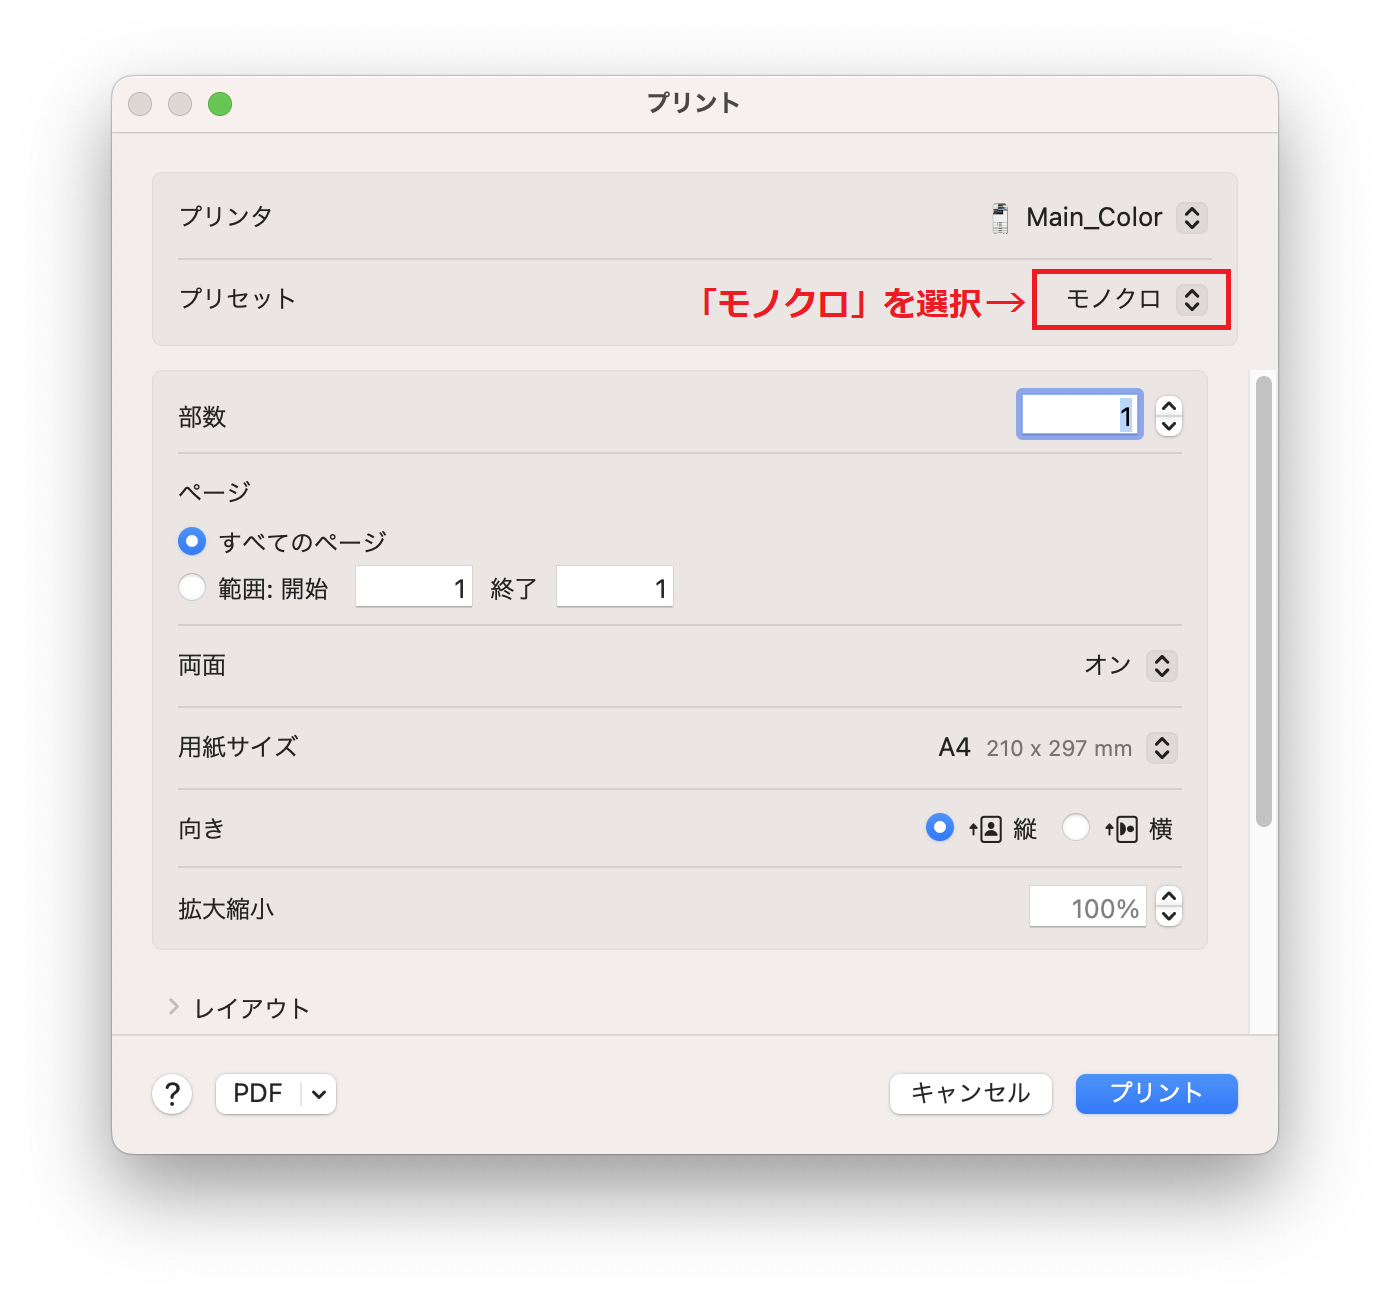 プリント
プリンタ Main_Color
プリセット 「モノクロ」を選択→ モノクロ
部数 1
ページ
すべてのページ
範囲: 開始 1 終了 1
両面 オン
用紙サイズ A4 210 x 297 mm
向き 縦 横
拡大縮小 100%
レイアウト
? PDF キャンセル プリント